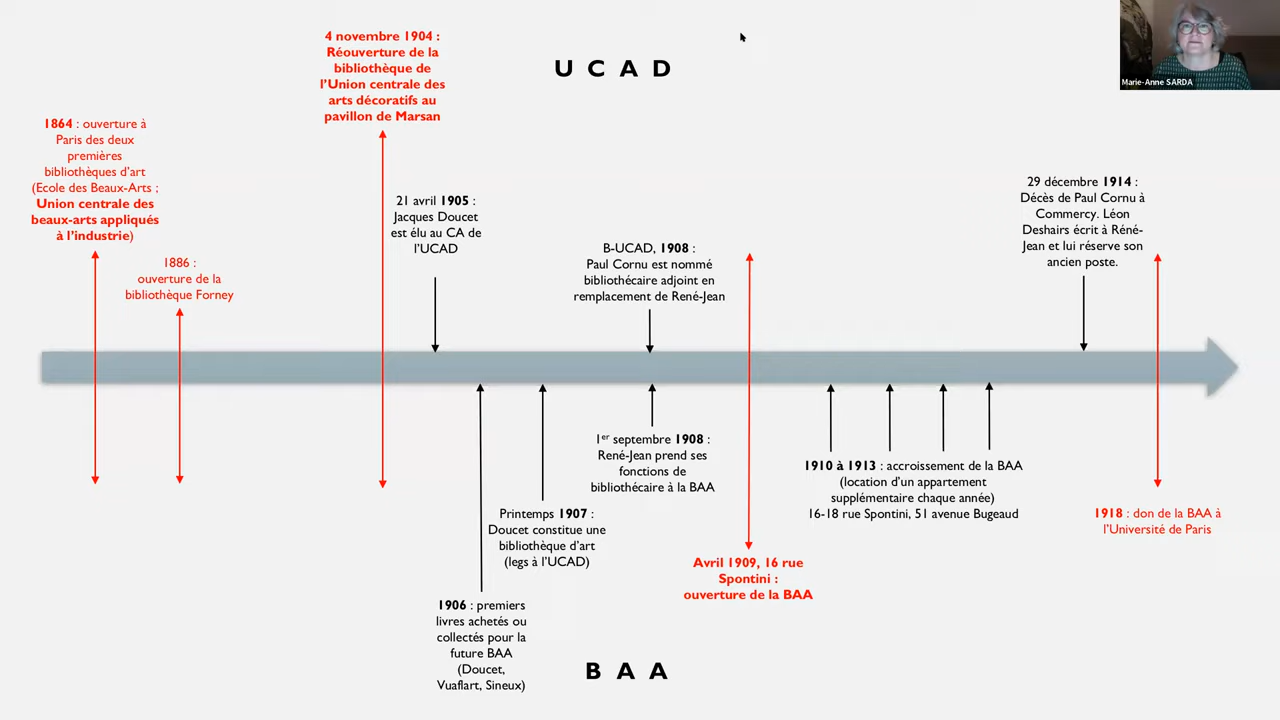 4 novembre 1904 :
Réouverture de la
bibliothèque de
l'Union centrale des
arts décoratifs au
pavillon de Marsan
U C A D
Marie-Anne SARDA
1864 : ouverture à
Paris des deux
premières
bibliothèques d'art
(Ecole des Beaux-Arts ;
Union centrale des
beaux-arts appliqués
à l'industrie)
1886 :
ouverture de la
bibliothèque Forney
21 avril 1905 :
Jacques Doucet
est élu au CA de
l'UCAD
B-UCAD, 1908 :
Paul Cornu est nommé
bibliothécaire adjoint en
remplacement de René-Jean
29 décembre 1914 :
Décès de Paul Cornu à
Commercy. Léon
Deshairs écrit à Réné-
Jean et lui réserve son
ancien poste.
1906 : premiers
livres achetés ou
collectés pour la
future BAA
(Doucet,
Vuaflart, Sineux)
Printemps 1907 :
Doucet constitue une
bibliothèque d'art
(legs à l'UCAD)
1er septembre 1908 :
René-Jean prend ses
fonctions de
bibliothécaire à la BAA
Avril 1909, 16 rue
Spontini :
ouverture de la BAA
1910 à 1913 : accroissement de la BAA
(location d'un appartement
supplémentaire chaque année)
16-18 rue Spontini, 51 avenue Bugeaud
1918 : don de la BAA à
l'Université de Paris
B A A